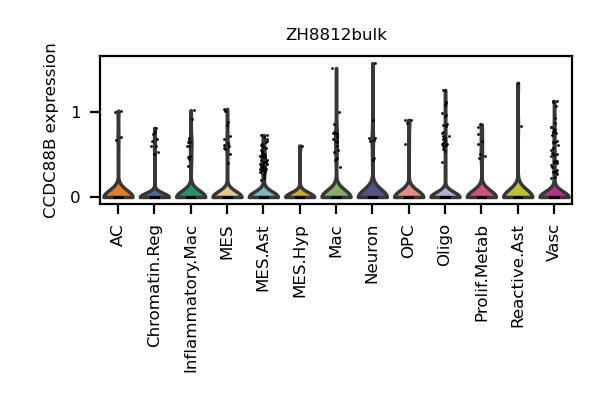 ZH8812bulk
CCDC88B expression
1
0
AC
Chromatin.Reg
Inflammatory.Mac
MES
MES.Ast
MES.Hyp
Mac
Neuron
OPC
Oligo
Prolif.Metab
Reactive.Ast
Vasc